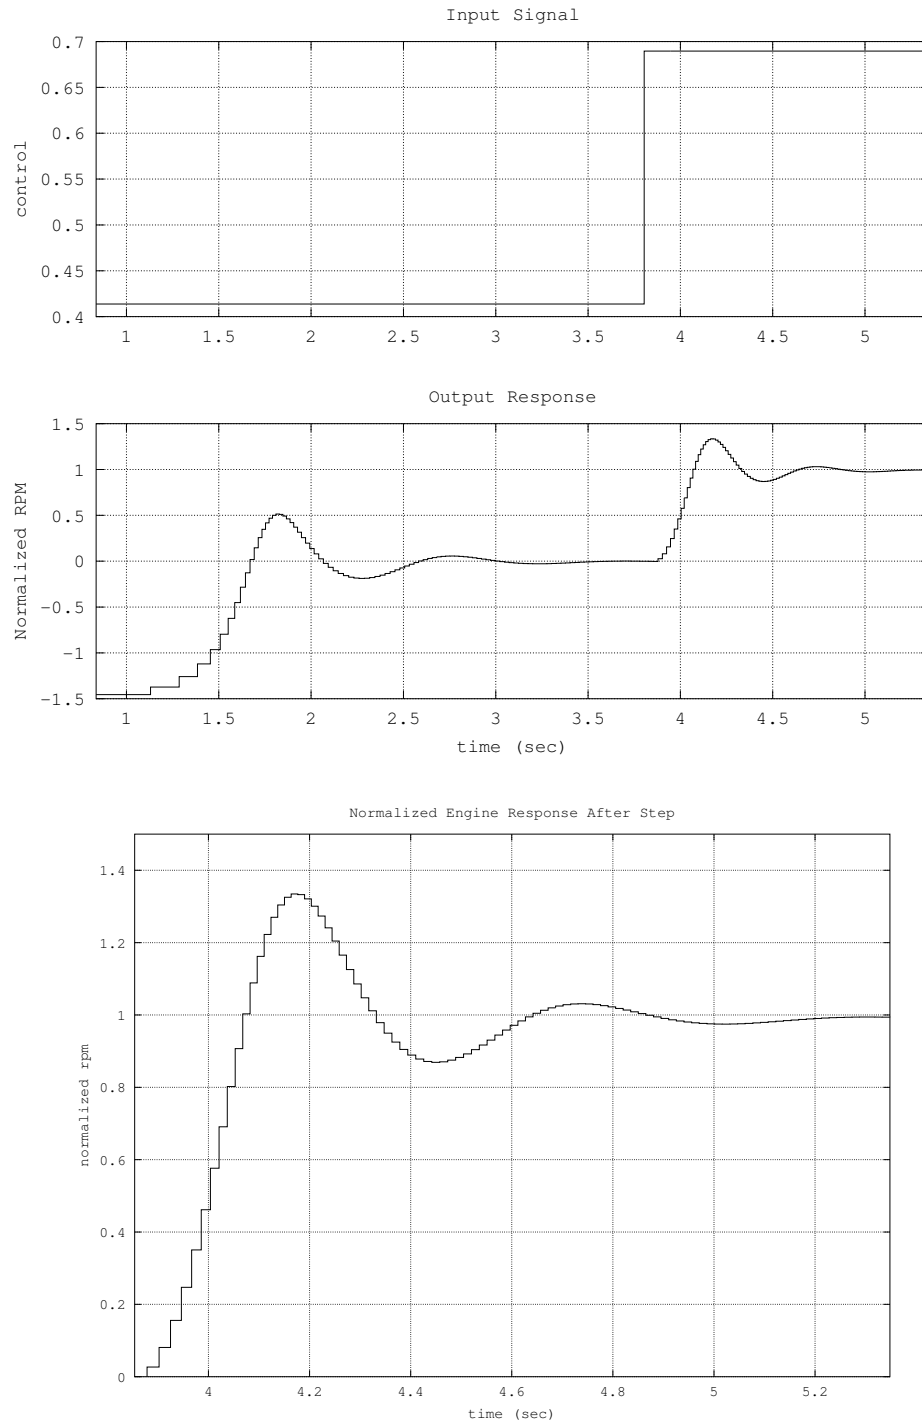 Input Signal
0.7
0.65
0.6
0.55
0.5
0.45
0.4
control
1 1.5 2 2.5 3 3.5 4 4.5 5
Output Response
1.5
1
0.5
0
−0.5
−1
−1.5
Normalized RPM
1 1.5 2 2.5 3 3.5 4 4.5 5
time (sec)
Normalized Engine Response After Step
1.4
1.2
1
0.8
0.6
0.4
0.2
0
normalized rpm
4 4.2 4.4 4.6 4.8 5 5.2
time (sec)